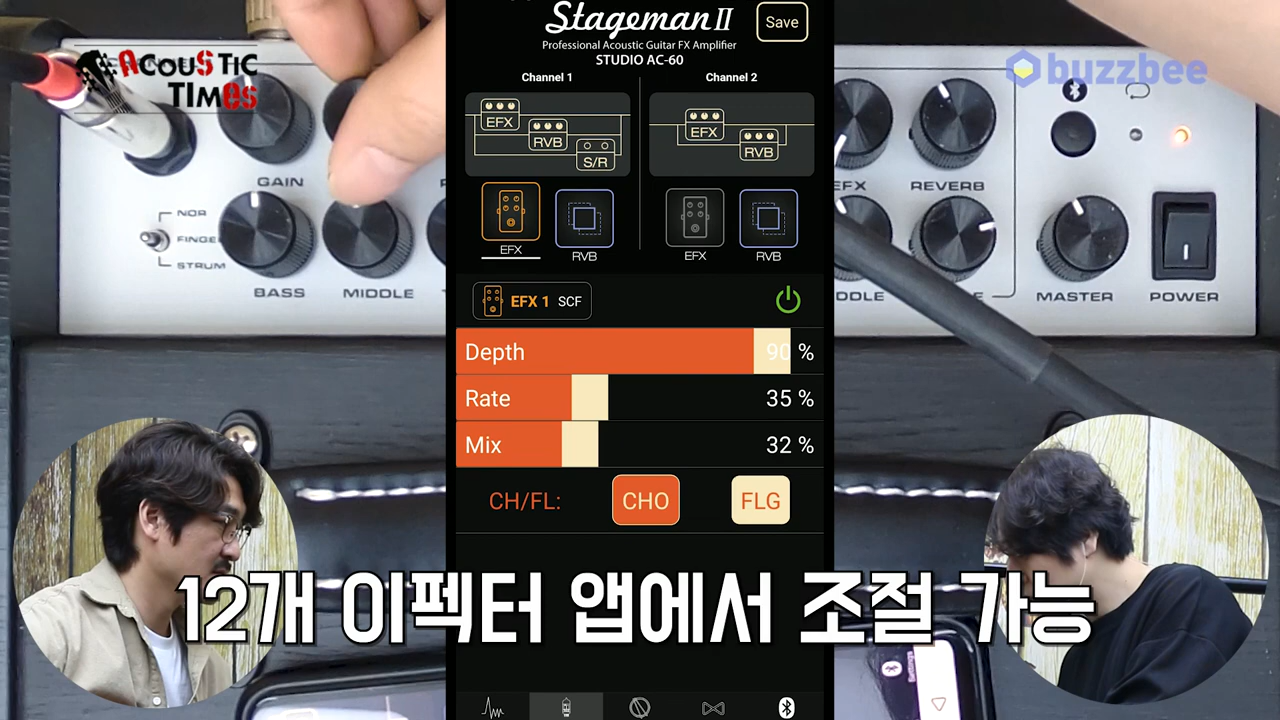 ACOUSTIC
TIMES
buzzbee
Stageman II
Professional Acoustic Guitar FX Amplifier
STUDIO AC-60
Save
Channel 1
Channel 2
EFX
RVB
S/R
EFX
RVB
EFX
RVB
EFX
RVB
EFX 1 SCF
Depth 90 %
Rate 35 %
Mix 32 %
CH/FL: CHO FLG
GAIN
NOR
FINGE
STRUM
BASS
MIDDLE
EFX
REVERB
DDLE
MASTER
POWER
12개 이펙터 앱에서 조절 가능